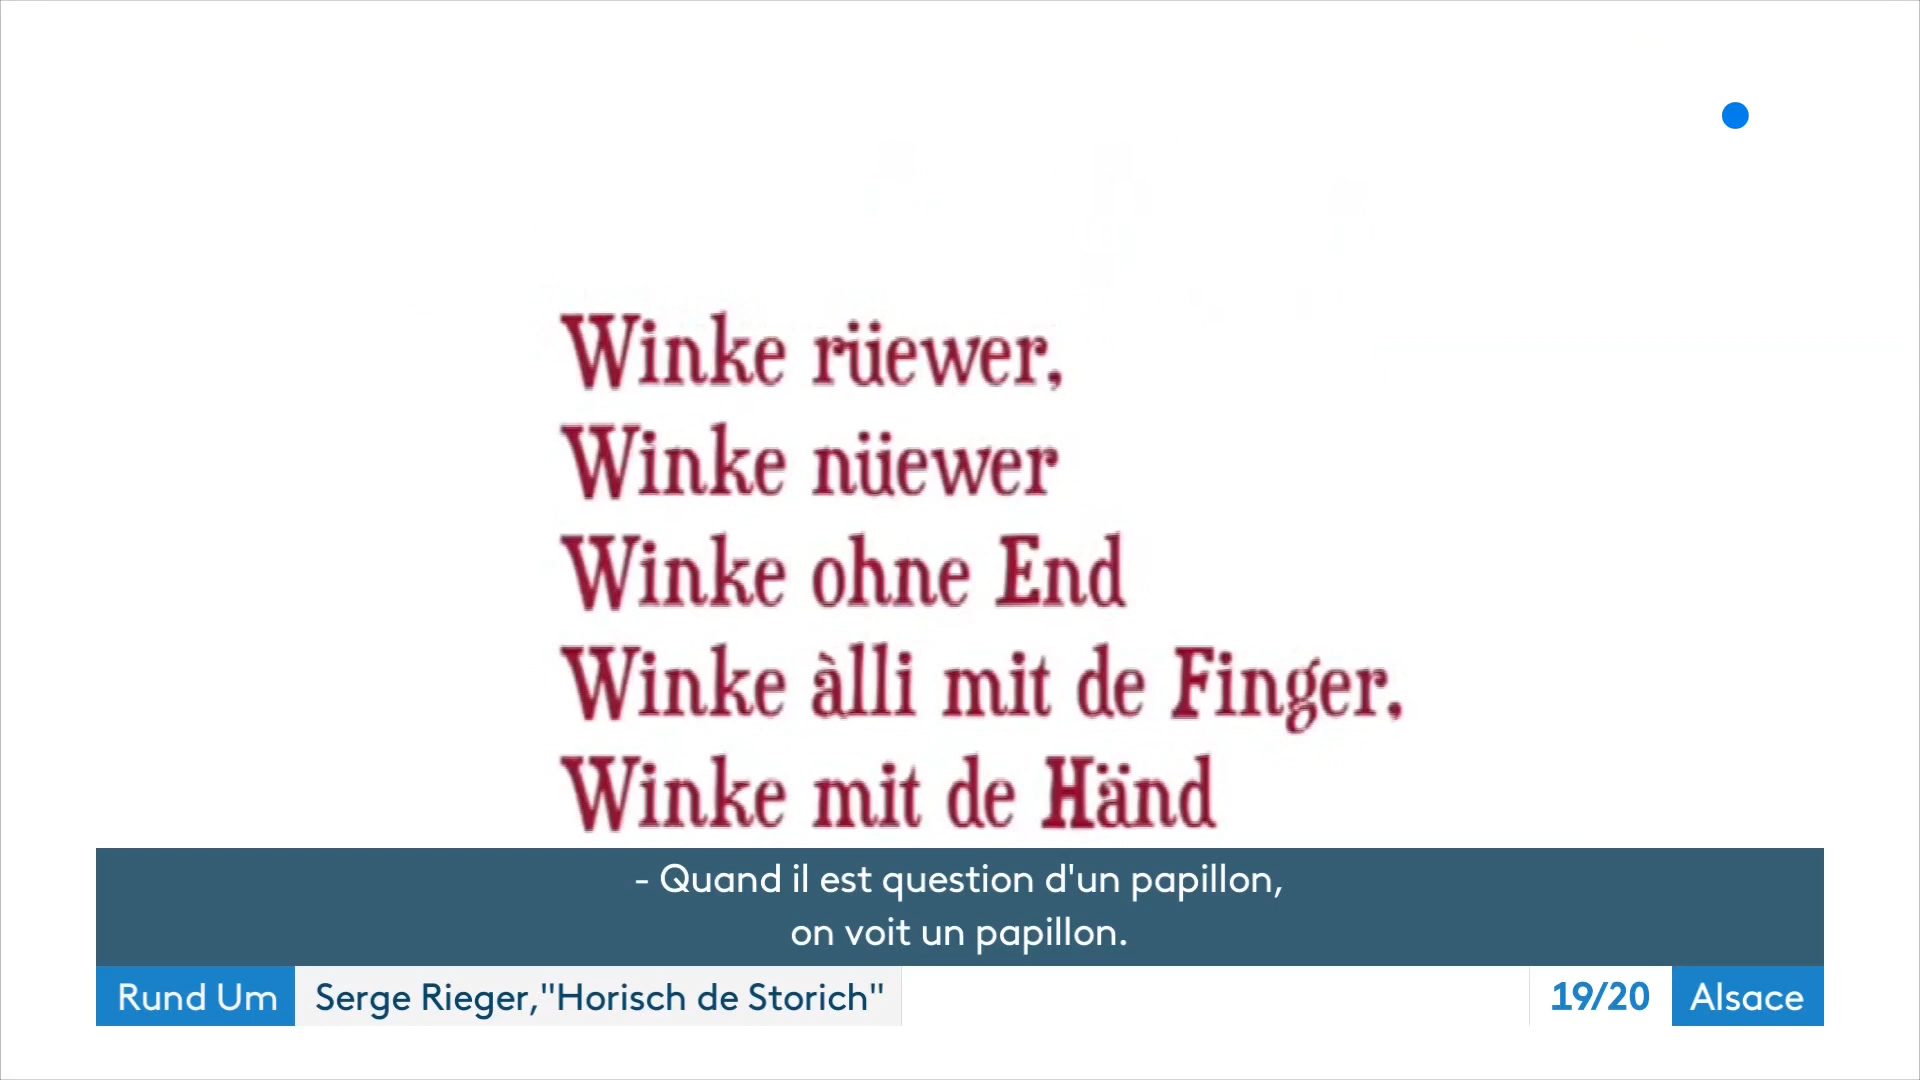 Winke rüewer,
Winke nüewer
Winke ohne End
Winke àlli mit de Finger,
Winke mit de Händ
- Quand il est question d'un papillon,
on voit un papillon.
Rund Um
Serge Rieger,"Horisch de Storich"
19/20
Alsace